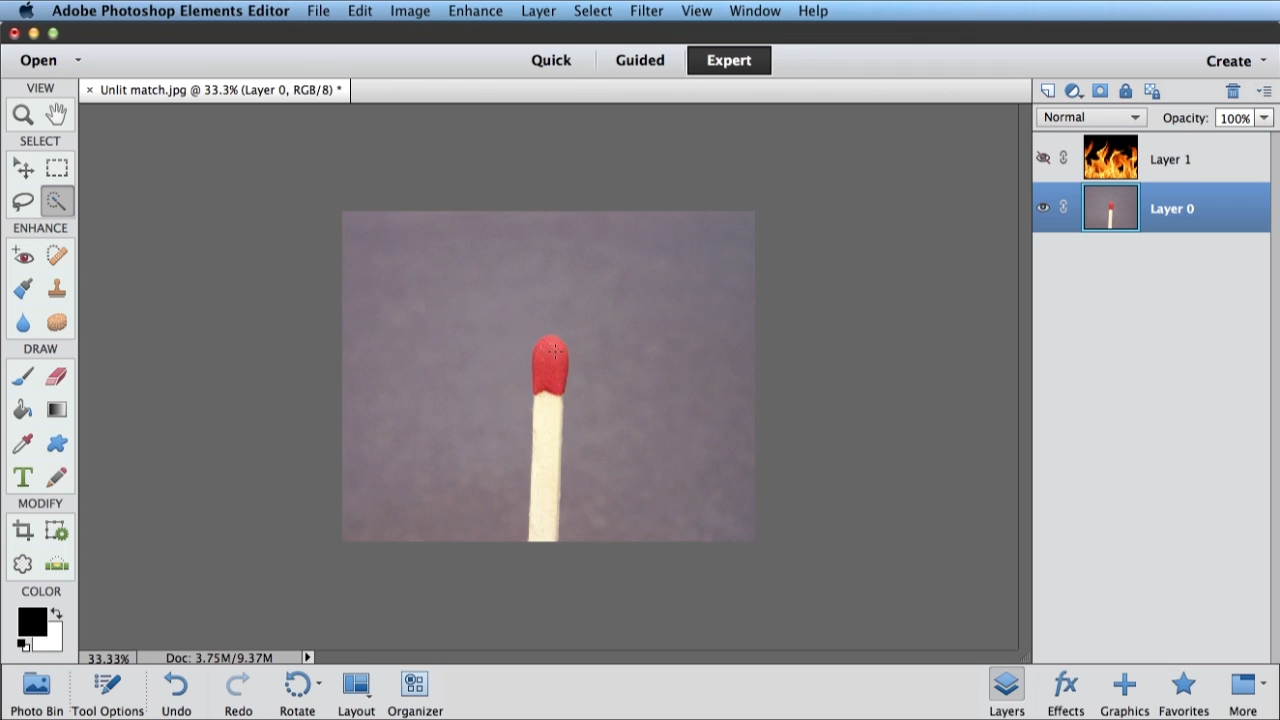 Adobe Photoshop Elements Editor File Edit Image Enhance Layer Select Filter View Window Help
Open Quick Guided Expert Create
VIEW
× Unlit match.jpg @ 33.3% (Layer 0, RGB/8) *
Normal Opacity: 100%
SELECT
Layer 1
Layer 0
ENHANCE
DRAW
T
MODIFY
COLOR
33.33% Doc: 3.75M/9.37M
fx
Photo Bin Tool Options Undo Redo Rotate Layout Organizer Layers Effects Graphics Favorites More